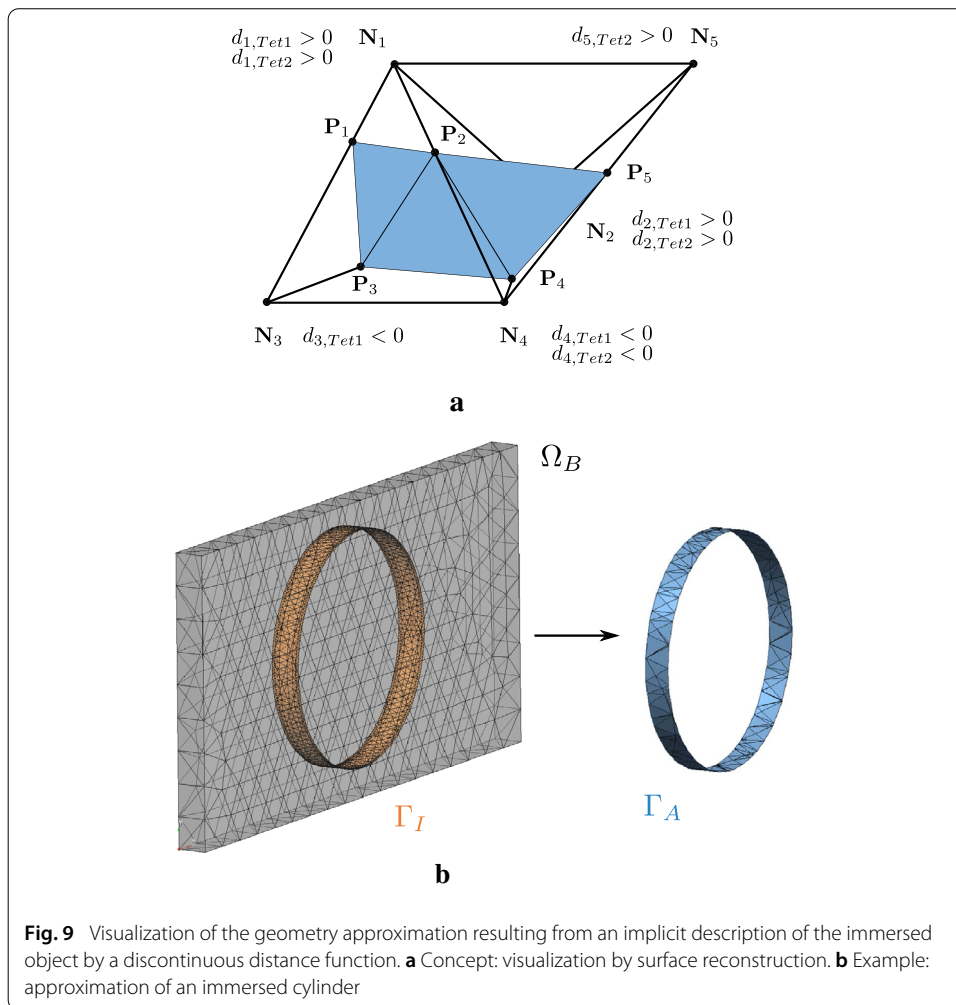 d_{1,Tet1} > 0 N_1 d_{5,Tet2} > 0 N_5
d_{1,Tet2} > 0
P_1 P_2
P_5
N_2 d_{2,Tet1} > 0
d_{2,Tet2} > 0
P_3 P_4
N_3 d_{3,Tet1} < 0 N_4 d_{4,Tet1} < 0
d_{4,Tet2} < 0
a
Ω_B
Γ_I Γ_A
b
Fig. 9 Visualization of the geometry approximation resulting from an implicit description of the immersed
object by a discontinuous distance function. a Concept: visualization by surface reconstruction. b Example:
approximation of an immersed cylinder